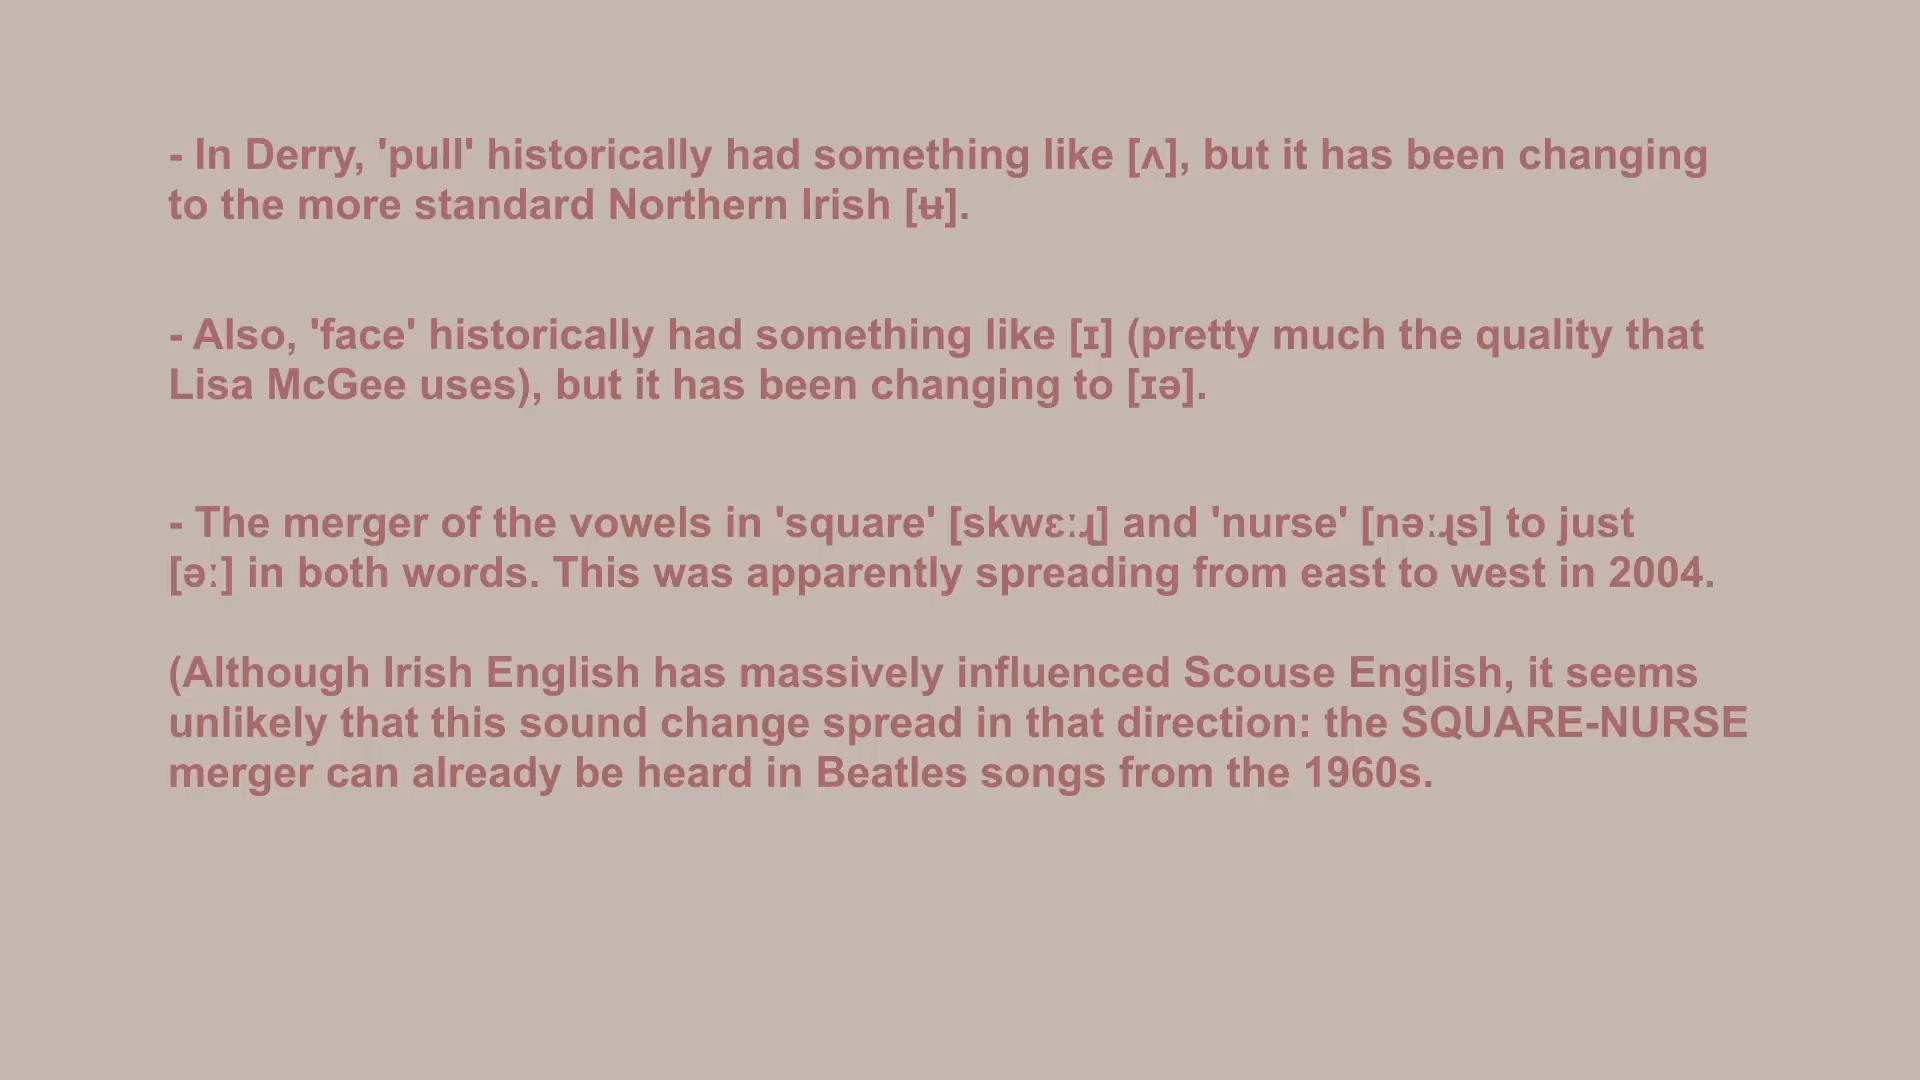 - In Derry, 'pull' historically had something like [ʌ], but it has been changing
to the more standard Northern Irish [ʉ].
- Also, 'face' historically had something like [ɪ] (pretty much the quality that
Lisa McGee uses), but it has been changing to [ɪə].
- The merger of the vowels in 'square' [skwɛːɻ] and 'nurse' [nəːɻs] to just
[əː] in both words. This was apparently spreading from east to west in 2004.
(Although Irish English has massively influenced Scouse English, it seems
unlikely that this sound change spread in that direction: the SQUARE-NURSE
merger can already be heard in Beatles songs from the 1960s.